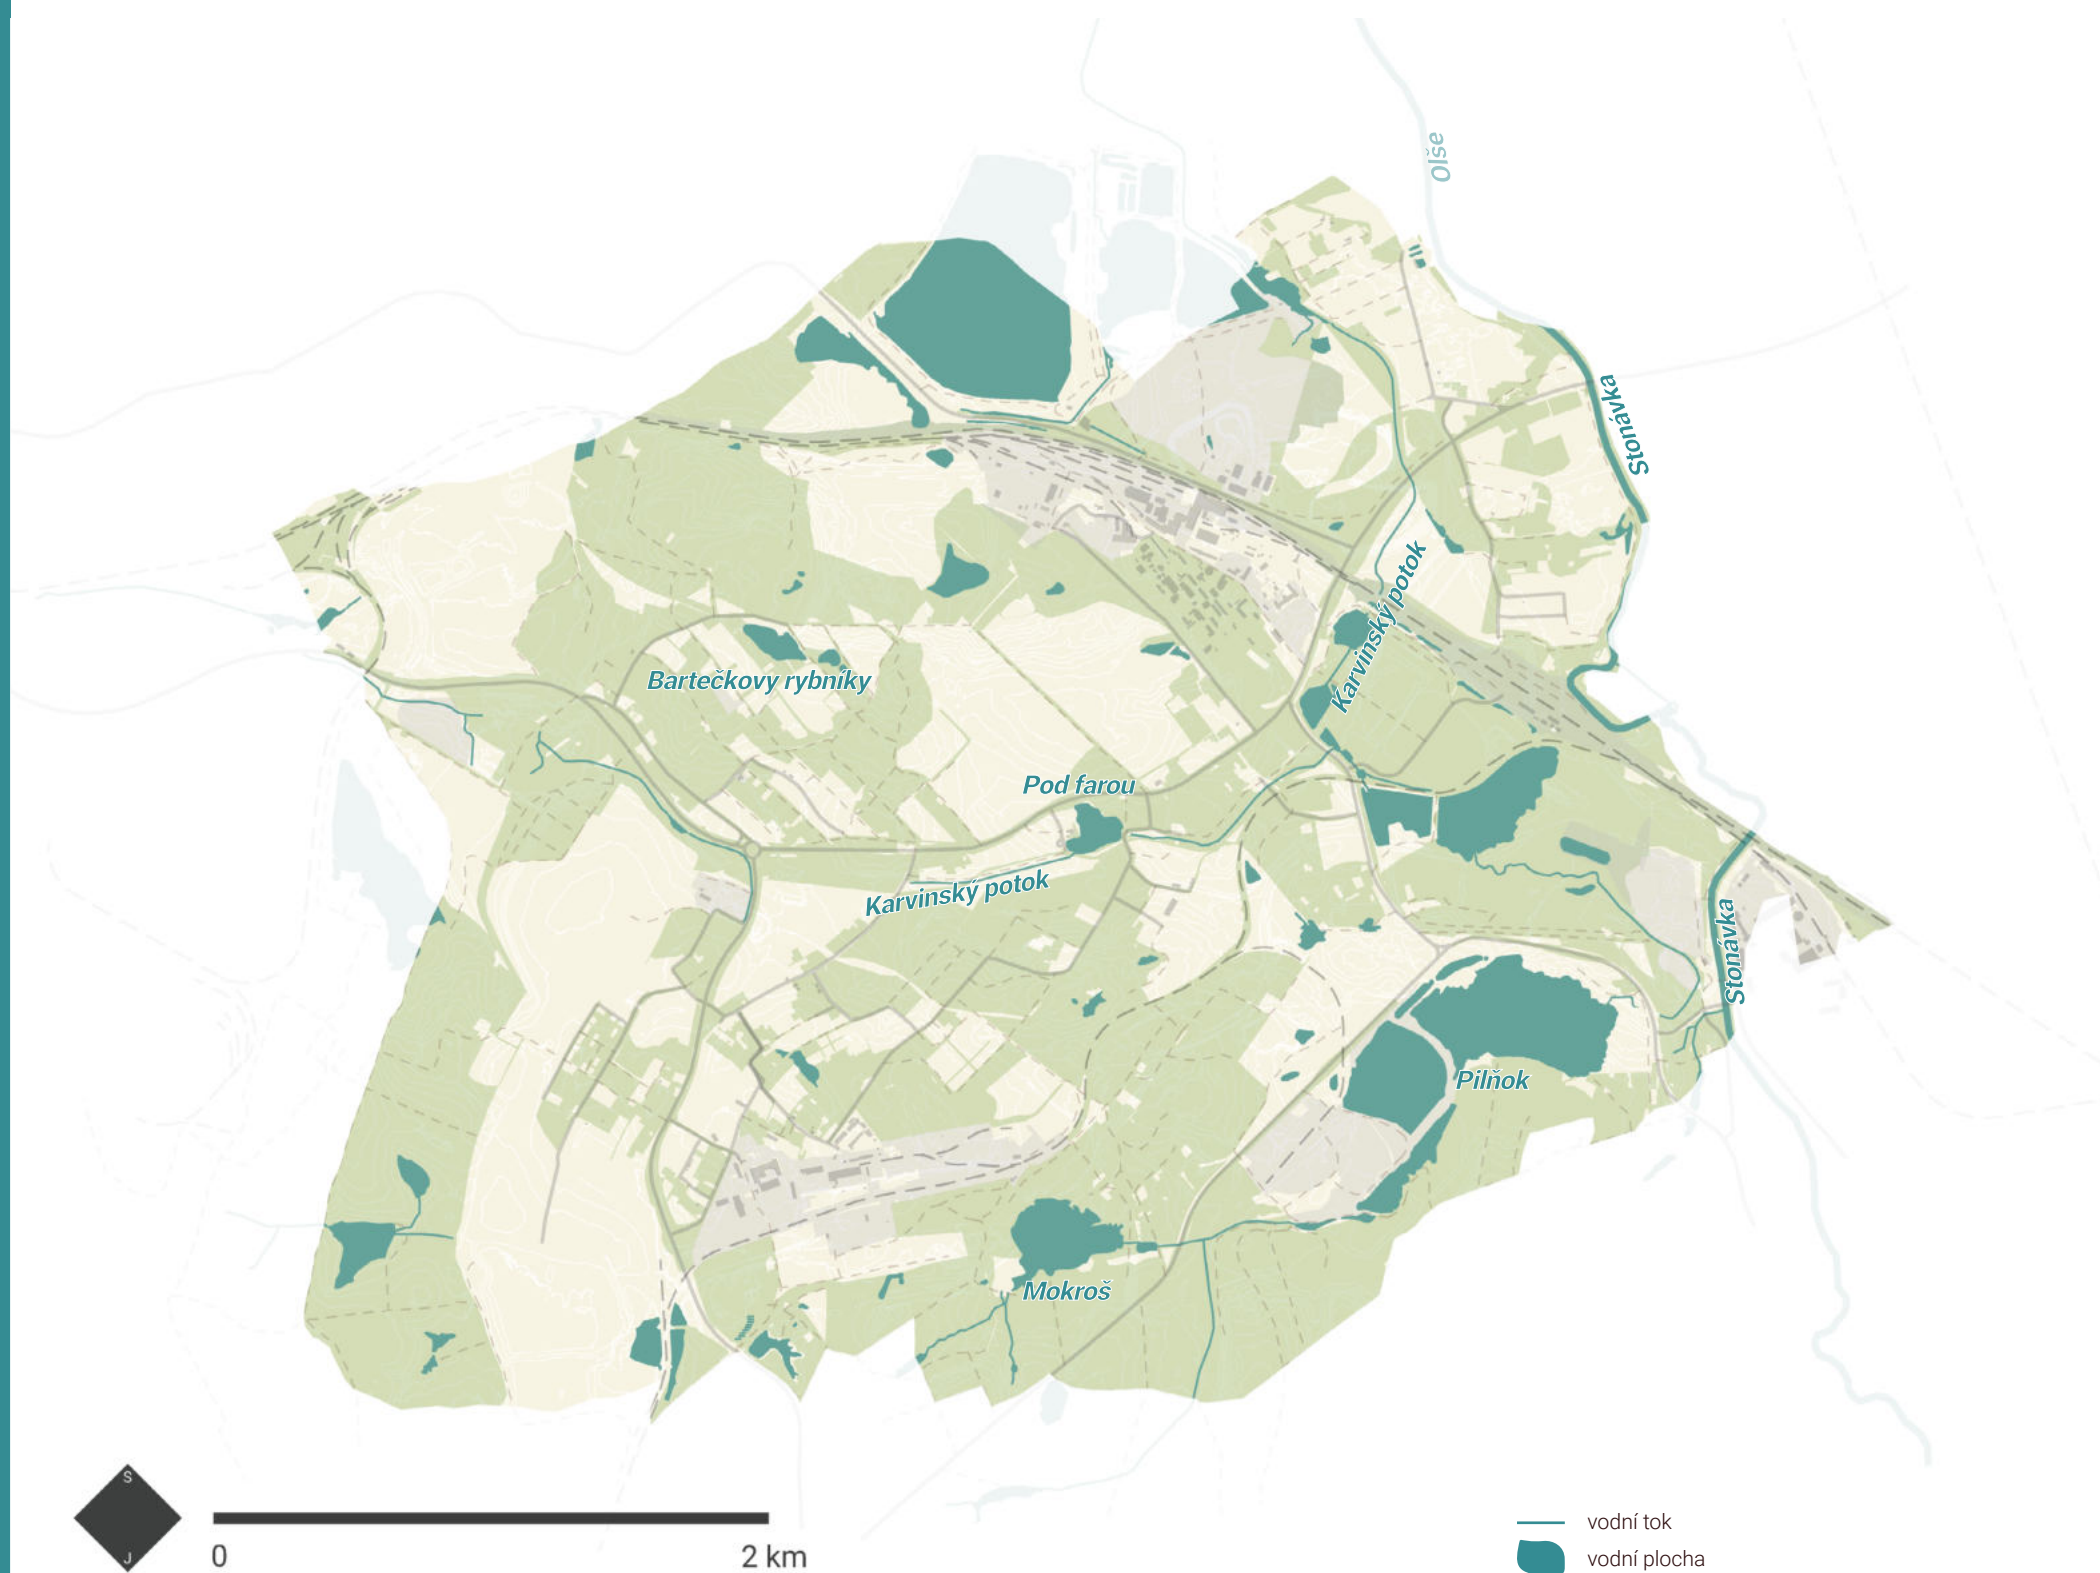 Olše
Stonávka
Karvinský potok
Bartečkovy rybníky
Pod farou
Karvinský potok
Stonávka
Pilňok
Mokroš
S
J
0
2 km
vodní tok
vodní plocha